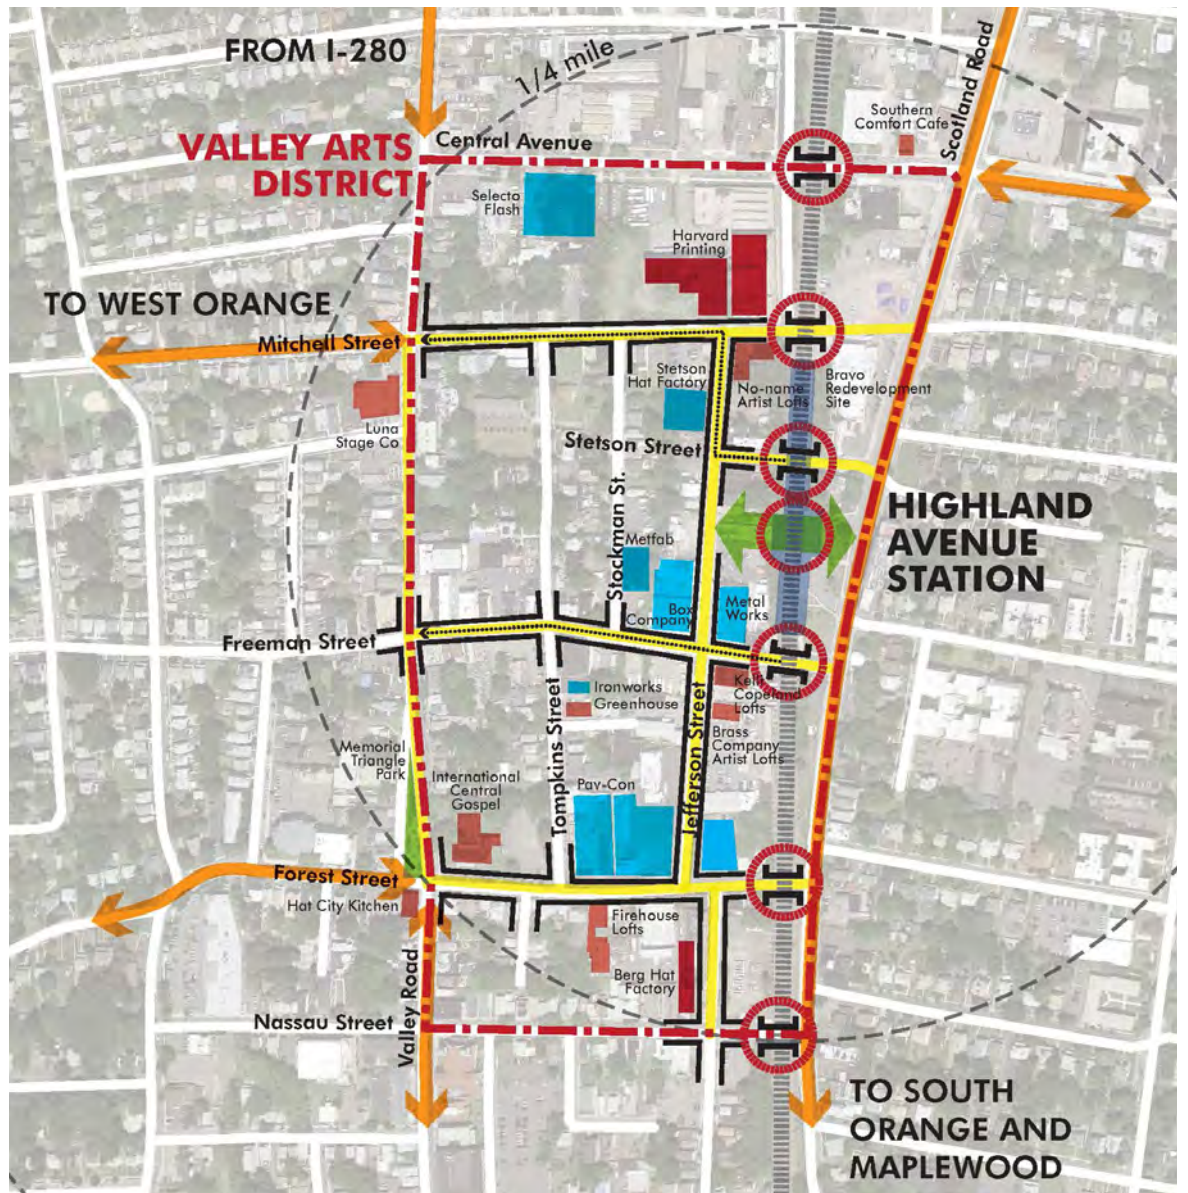 FROM I-280
1/4 mile
Scotland Road
Southern
Comfort Cafe
VALLEY ARTS
DISTRICT
Central Avenue
Selecto
Flash
Harvard
Printing
TO WEST ORANGE
Mitchell Street
Stetson
Hat Factory
No-name
Artist Lofts
Bravo
Redevelopment
Site
Luna
Stage Co
Stetson Street
Stockman St.
HIGHLAND
AVENUE
STATION
Metfab
Box
Company
Metal
Works
Freeman Street
Ironworks
Greenhouse
Kelli
Copeland
Lofts
Tompkins Street
Jefferson Street
Brass
Company
Artist Lofts
Memorial
Triangle
Park
International
Central
Gospel
Pav-Con
Forest Street
Hat City Kitchen
Firehouse
Lofts
Berg Hat
Factory
Valley Road
Nassau Street
TO SOUTH
ORANGE AND
MAPLEWOOD